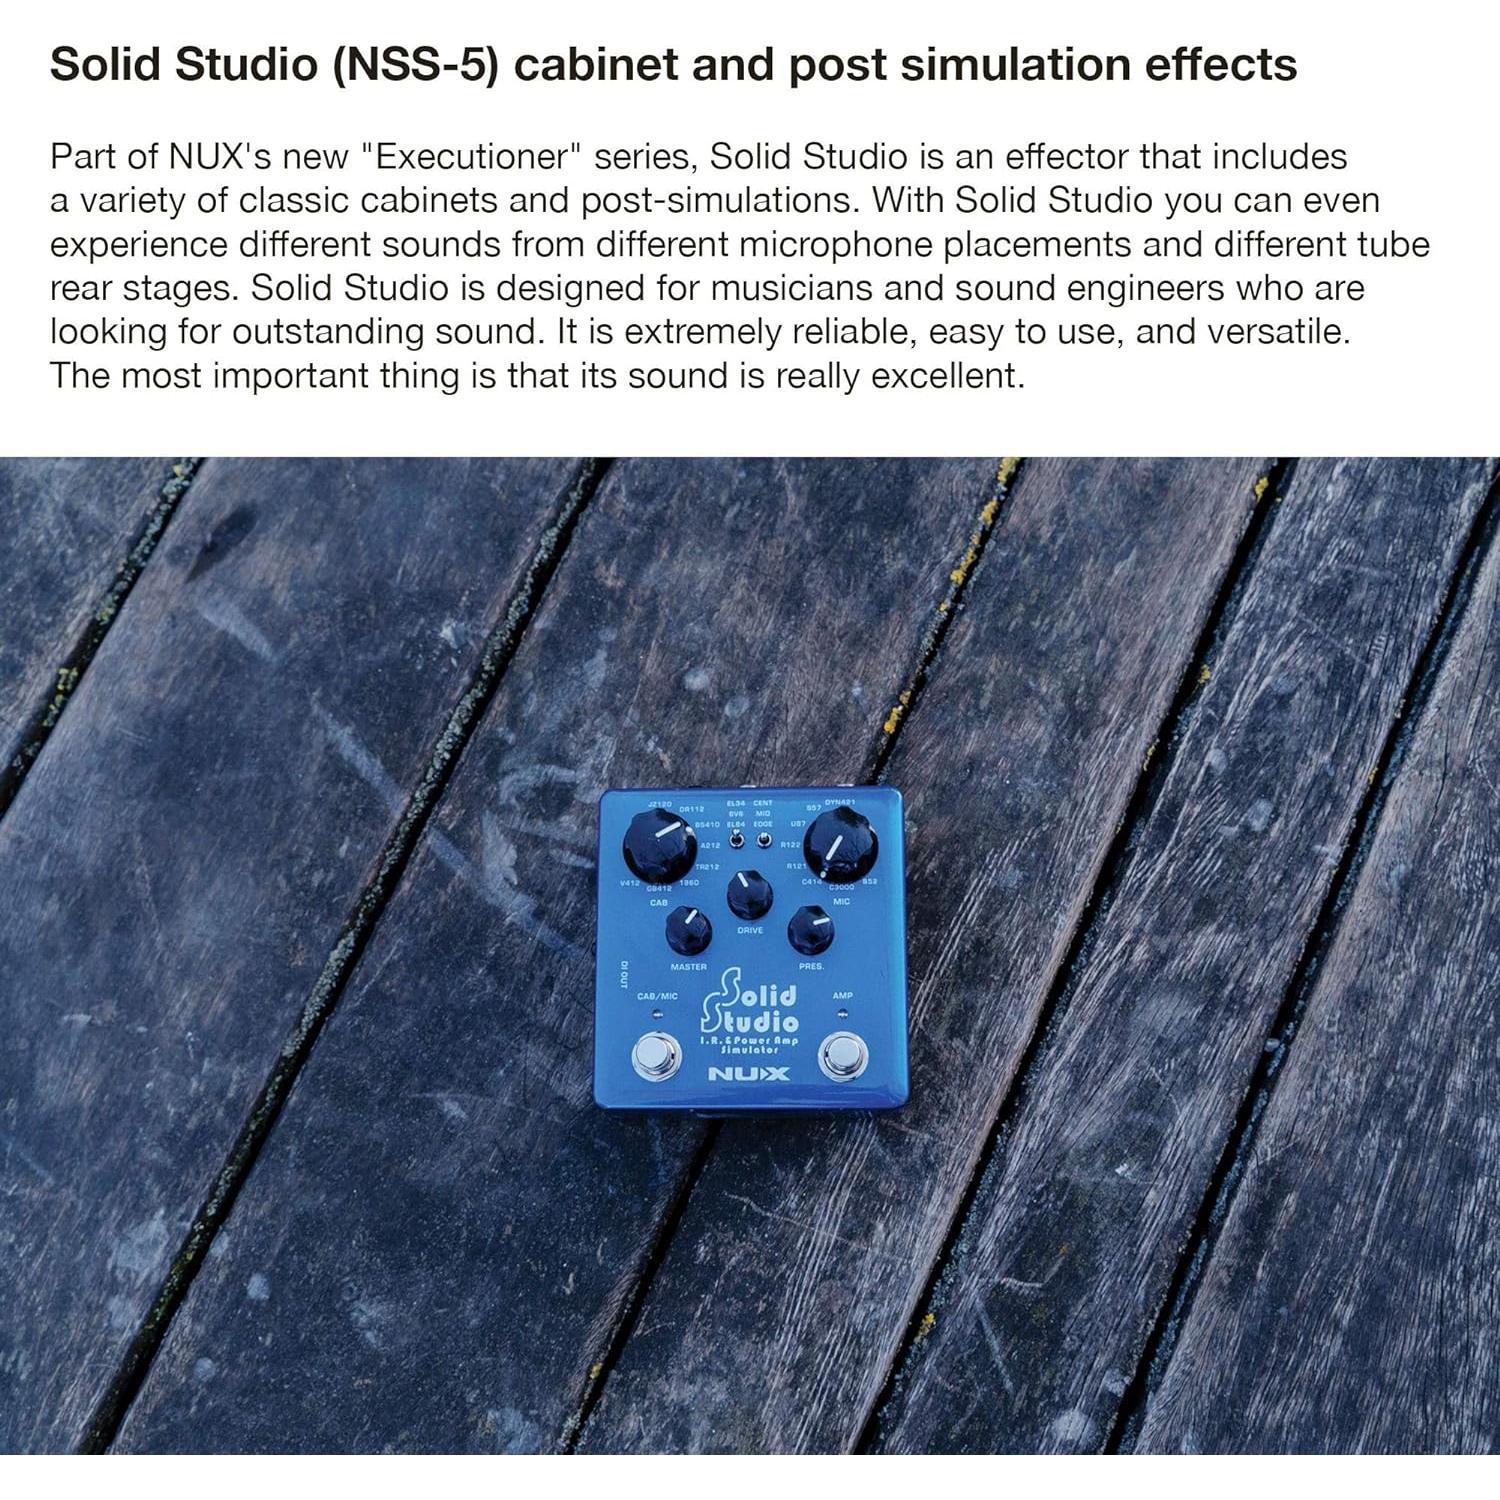 Solid Studio (NSS-5) cabinet and post simulation effects
Part of NUX's new "Executioner" series, Solid Studio is an effector that includes
a variety of classic cabinets and post-simulations. With Solid Studio you can even
experience different sounds from different microphone placements and different tube
rear stages. Solid Studio is designed for musicians and sound engineers who are
looking for outstanding sound. It is extremely reliable, easy to use, and versatile.
The most important thing is that its sound is really excellent.
JZ120 DR112 BS410 A212 TR212 1960 GB412 V412
CAB
EL34 CENT
6V6 MID
EL84 EDGE
S57 DYN421 U87 R122 R121 C414 C3000 B52
MIC
DRIVE
MASTER
PRES.
DI OUT
CAB/MIC
AMP
Solid
Studio
I.R. & Power Amp
Simulator
NUX